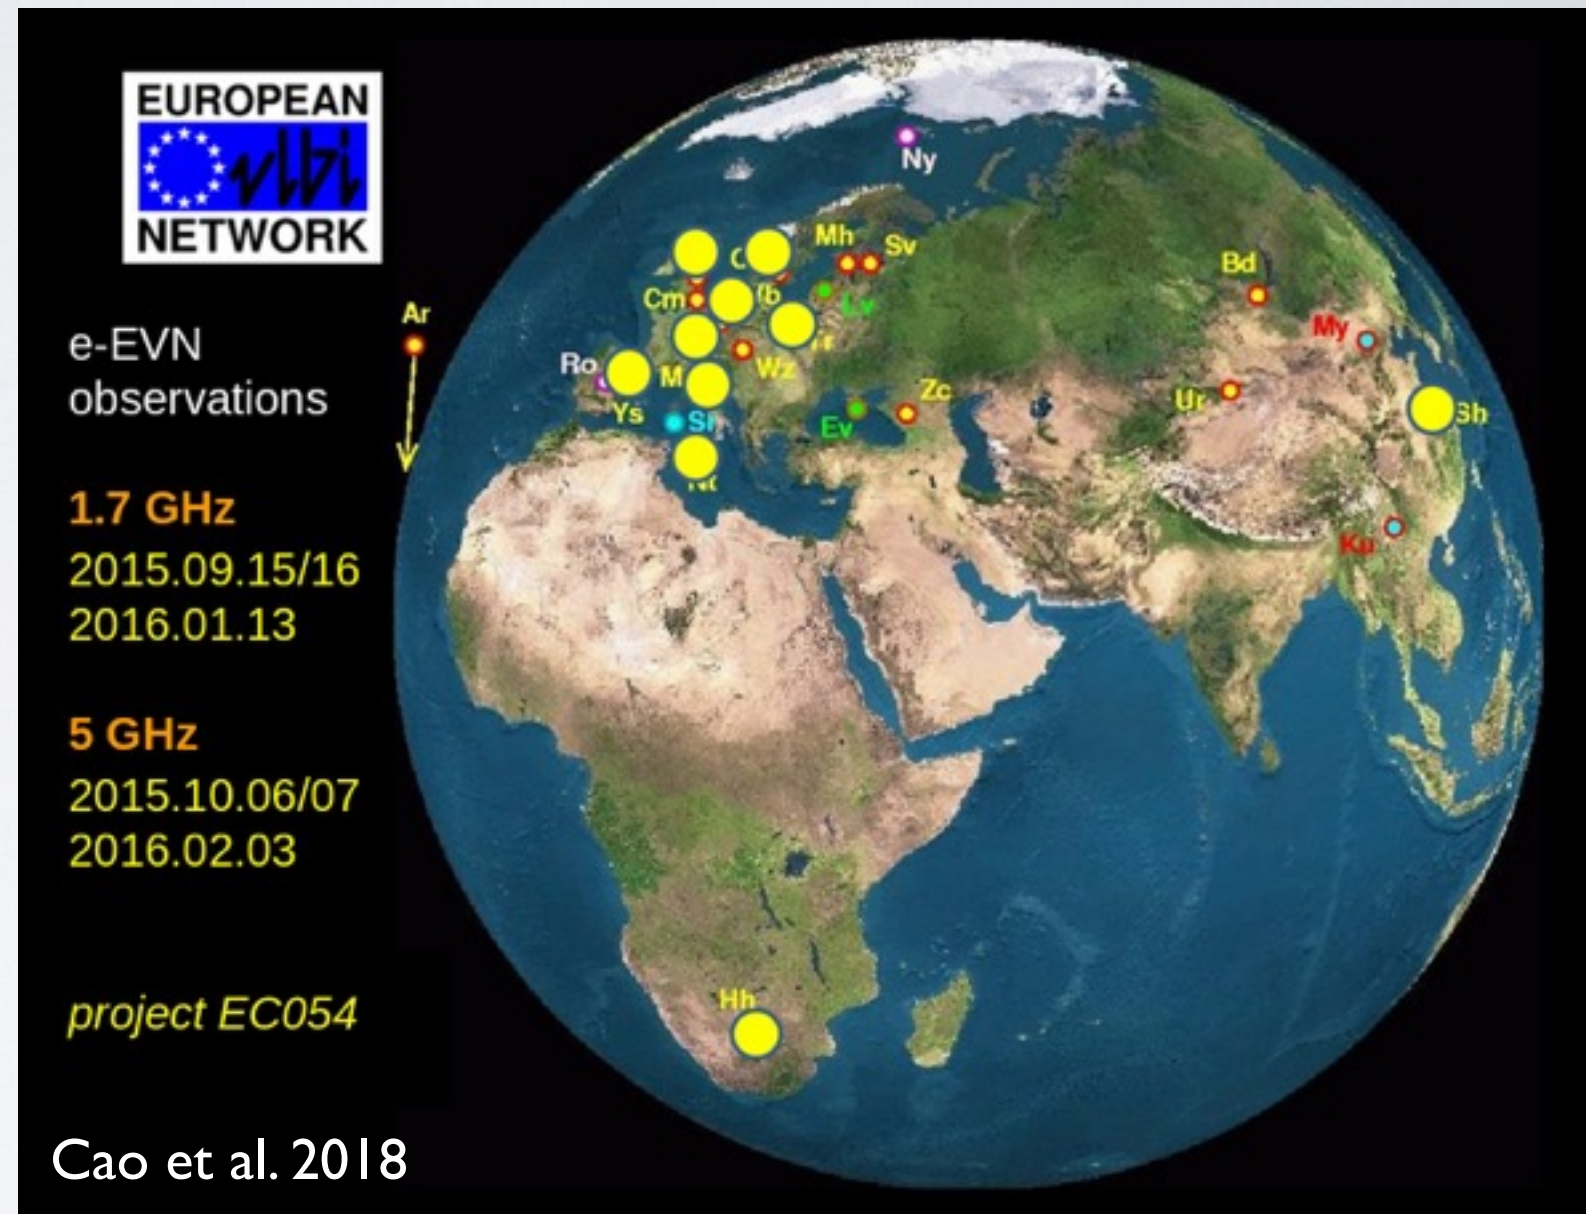 EUROPEAN
vlbi
NETWORK
e-EVN
observations
1.7 GHz
2015.09.15/16
2016.01.13
5 GHz
2015.10.06/07
2016.02.03
project EC054
Cao et al. 2018
Ar
Ny
Mh
Sv
Cm
Ro
Ys
Wz
Ev
Zc
Bd
My
Ur
Sh
Ku
Hh